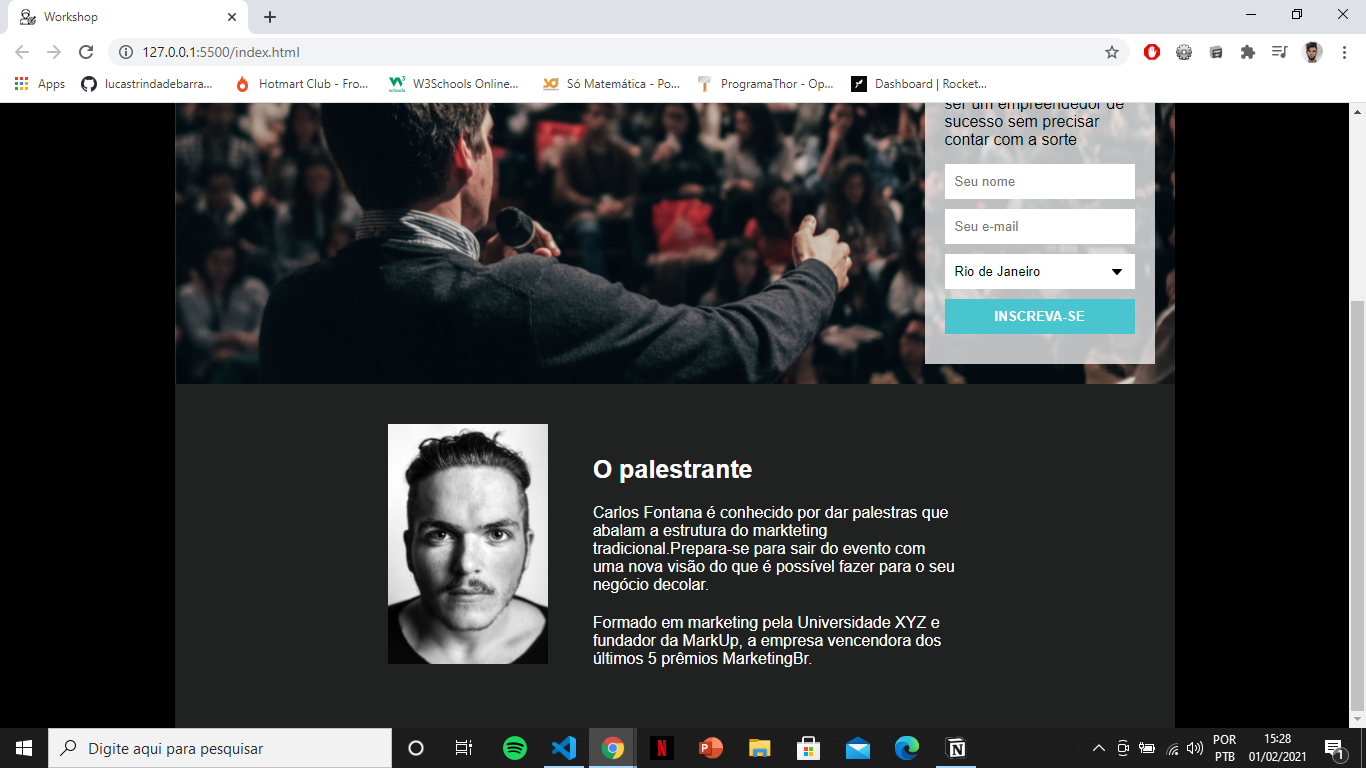 Workshop
127.0.0.1:5500/index.html
Apps
lucastrindadebarra...
Hotmart Club - Fro...
W3Schools Online...
Só Matemática - Po...
ProgramaThor - Op...
Dashboard | Rocket...
ser um empreendedor de
sucesso sem precisar
contar com a sorte
Seu nome
Seu e-mail
Rio de Janeiro
INSCREVA-SE
O palestrante
Carlos Fontana é conhecido por dar palestras que
abalam a estrutura do markteting
tradicional.Prepara-se para sair do evento com
uma nova visão do que é possível fazer para o seu
negócio decolar.
Formado em marketing pela Universidade XYZ e
fundador da MarkUp, a empresa vencendora dos
últimos 5 prêmios MarketingBr.
Digite aqui para pesquisar
POR
PTB
15:28
01/02/2021
1